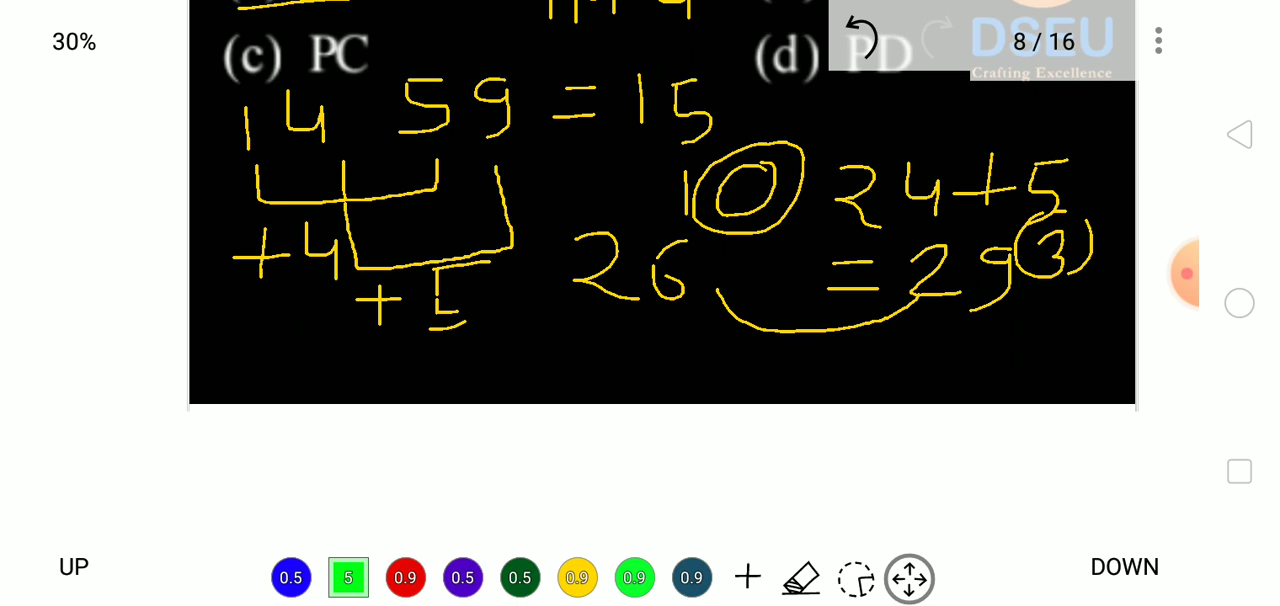 30%
8 / 16
DSEU
Crafting Excellence
(c) PC (d) PD
14 59 = 15
10 24+5
+4 26 = 29 (3)
+5
UP DOWN
0.5 5 0.9 0.5 0.5 0.9 0.9 0.9 +